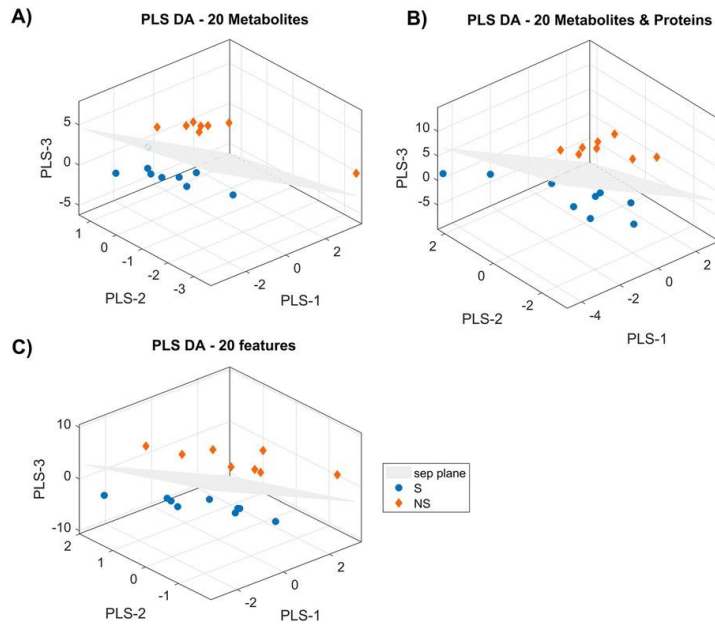 A)
PLS DA - 20 Metabolites
PLS-3
5
0
-5
1
0
-1
-2
-3
PLS-2
-2
0
2
PLS-1
B)
PLS DA - 20 Metabolites & Proteins
PLS-3
10
5
0
-5
2
0
-2
PLS-2
-4
-2
0
2
PLS-1
C)
PLS DA - 20 features
PLS-3
10
0
-10
2
1
0
-1
PLS-2
-2
0
2
PLS-1
sep plane
S
NS